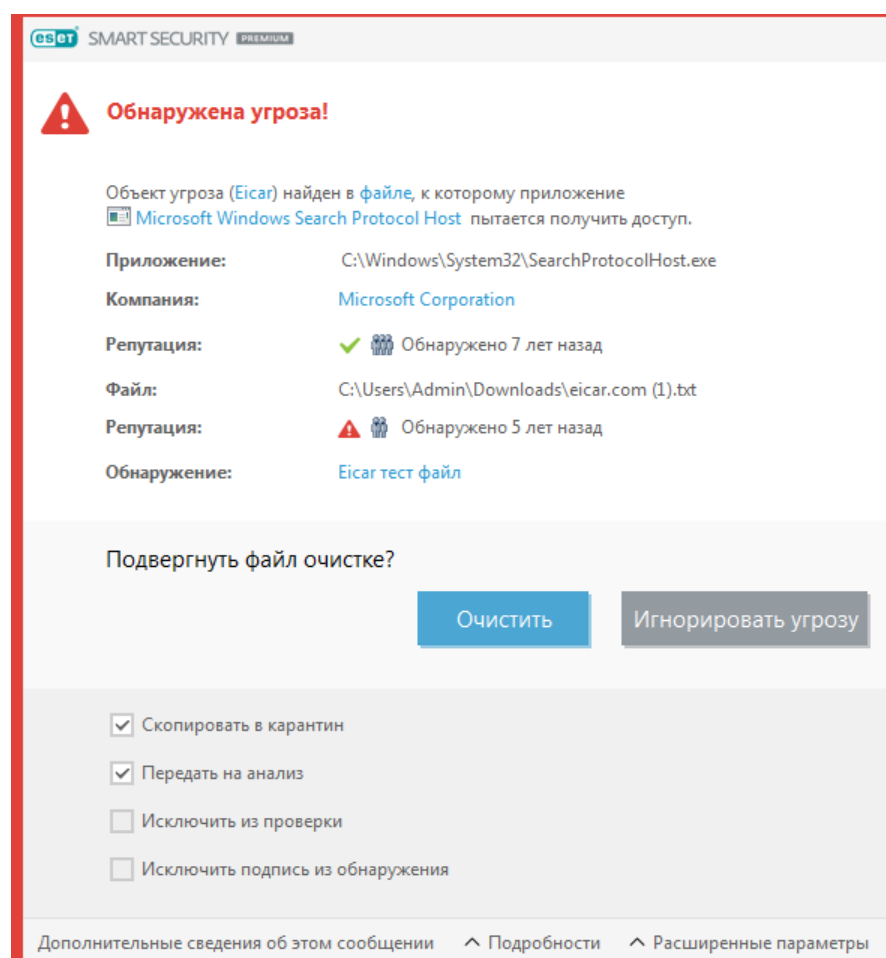 eset SMART SECURITY PREMIUM
Обнаружена угроза!
Объект угроза (Eicar) найден в файле, к которому приложение
Microsoft Windows Search Protocol Host пытается получить доступ.
Приложение: C:\Windows\System32\SearchProtocolHost.exe
Компания: Microsoft Corporation
Репутация: Обнаружено 7 лет назад
Файл: C:\Users\Admin\Downloads\eicar.com (1).txt
Репутация: Обнаружено 5 лет назад
Обнаружение: Eicar тест файл
Подвергнуть файл очистке?
Очистить Игнорировать угрозу
Скопировать в карантин
Передать на анализ
Исключить из проверки
Исключить подпись из обнаружения
Дополнительные сведения об этом сообщении Подробности Расширенные параметры